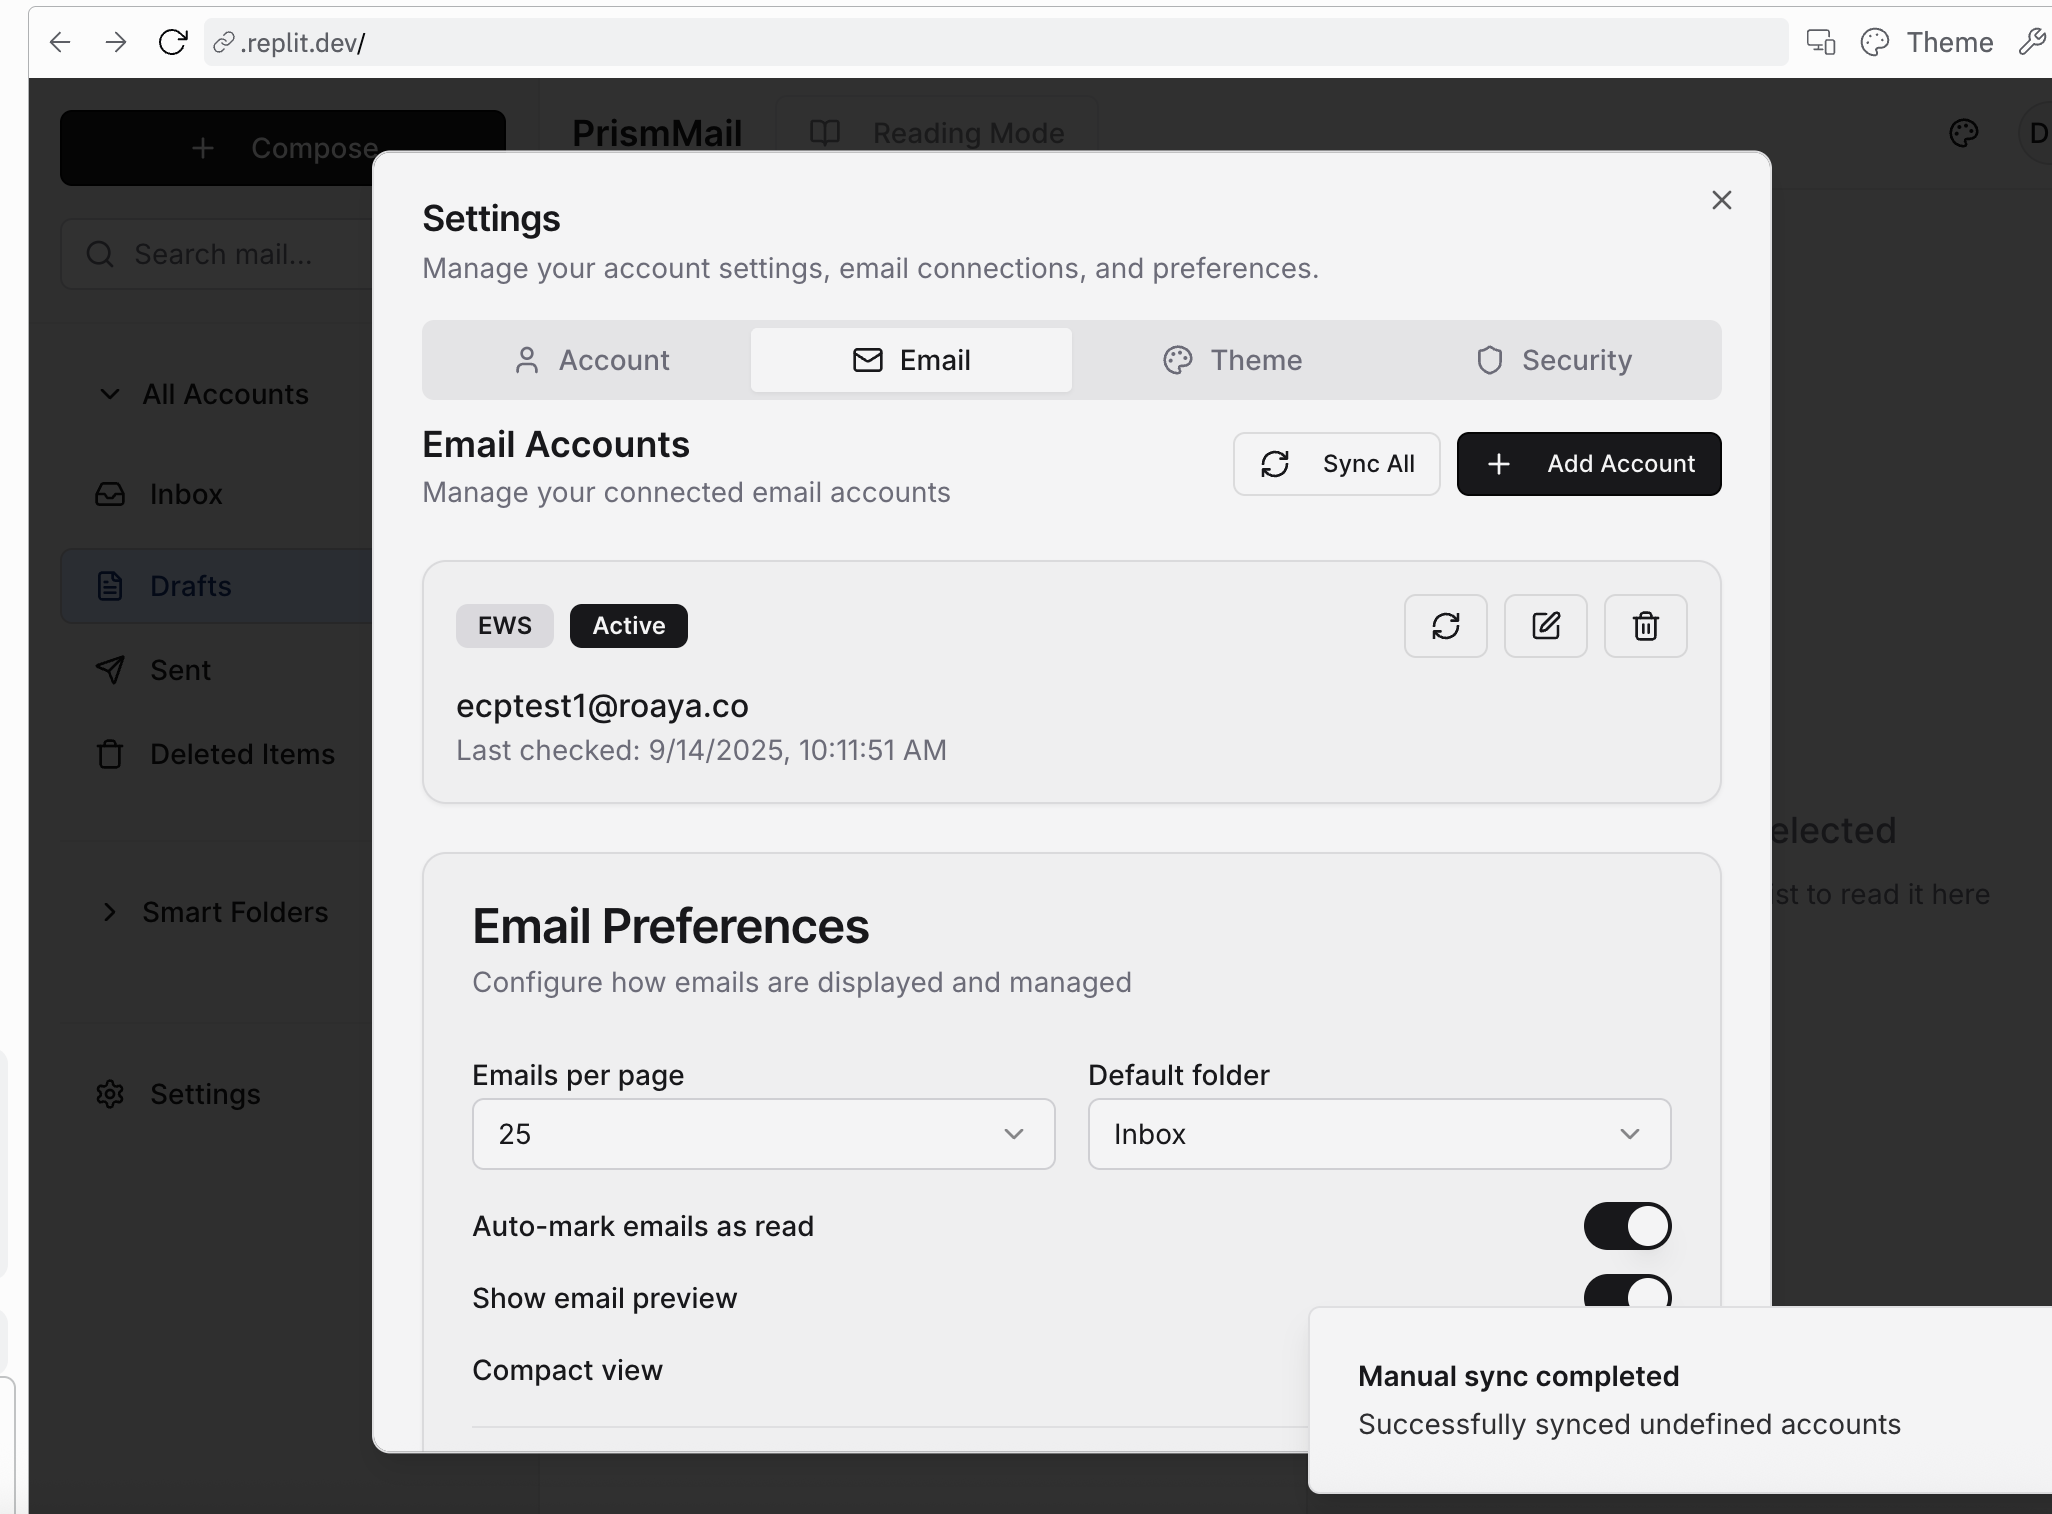 .replit.dev/
Theme
Compose
PrismMail
Reading Mode
D
Search mail...
All Accounts
Inbox
Drafts
Sent
Deleted Items
Smart Folders
Settings
Settings
Manage your account settings, email connections, and preferences.
Account
Email
Theme
Security
Email Accounts
Manage your connected email accounts
Sync All
Add Account
EWS
Active
ecptest1@roaya.co
Last checked: 9/14/2025, 10:11:51 AM
Email Preferences
Configure how emails are displayed and managed
Emails per page
Default folder
25
Inbox
Auto-mark emails as read
Show email preview
Compact view
elected
st to read it here
Manual sync completed
Successfully synced undefined accounts